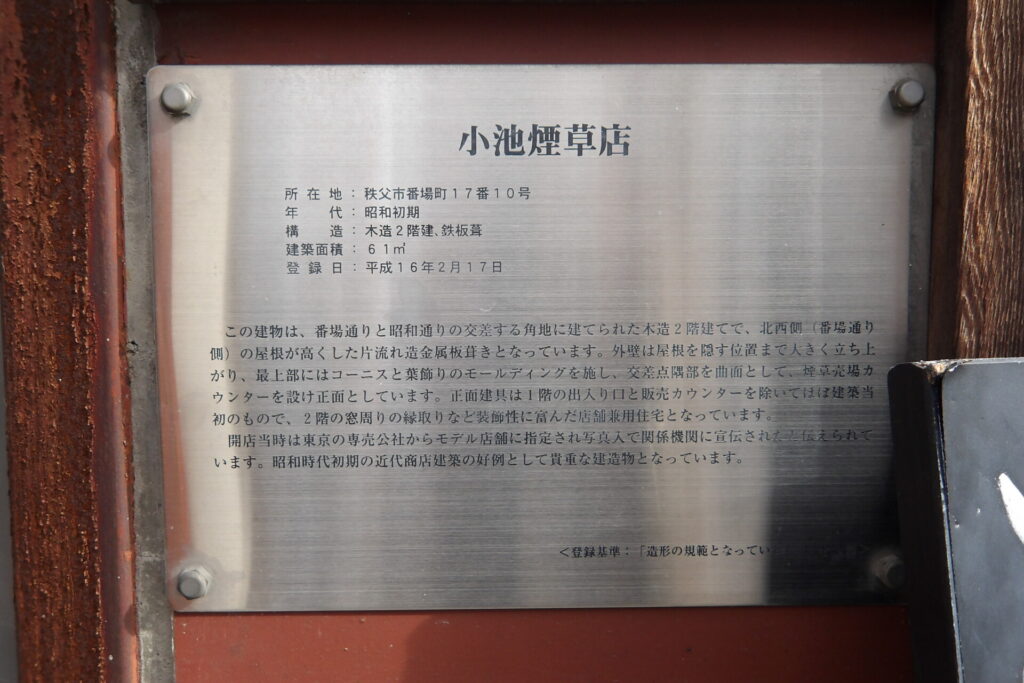 小池煙草店
所在地：秩父市番場町17番10号
年代：昭和初期
構造：木造2階建、鉄板葺
建築面積：61㎡
登録日：平成16年2月17日
この建物は、番場通りと昭和通りの交差する角地に建てられた木造2階建てで、北西側（番場通り
側）の屋根が高くした片流れ造金属板葺きとなっています。外壁は屋根を隠す位置まで大きく立ち上
がり、最上部にはコーニスと葉飾りのモールディングを施し、交差点隅部を曲面として、煙草売場カ
ウンターを設け正面としています。正面建具は1階の出入り口と販売カウンターを除いてほぼ建築当
初のもので、2階の窓周りの縁取りなど装飾性に富んだ店舗兼用住宅となっています。
開店当時は東京の専売公社からモデル店舗に指定され写真入で関係機関に宣伝された伝えられて
います。昭和時代初期の近代商店建築の好例として貴重な建造物となっています。
＜登録基準：「造形の規範となってい